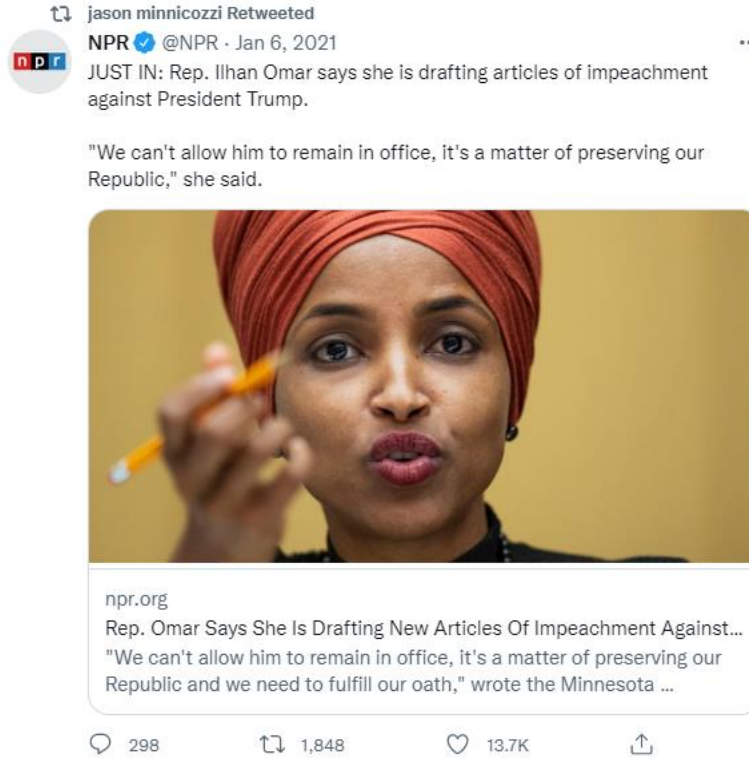 jason minnicozzi Retweeted
npr
NPR @NPR · Jan 6, 2021
JUST IN: Rep. Ilhan Omar says she is drafting articles of impeachment
against President Trump.
"We can't allow him to remain in office, it's a matter of preserving our
Republic," she said.
npr.org
Rep. Omar Says She Is Drafting New Articles Of Impeachment Against...
"We can't allow him to remain in office, it's a matter of preserving our
Republic and we need to fulfill our oath," wrote the Minnesota ...
298 1,848 13.7K